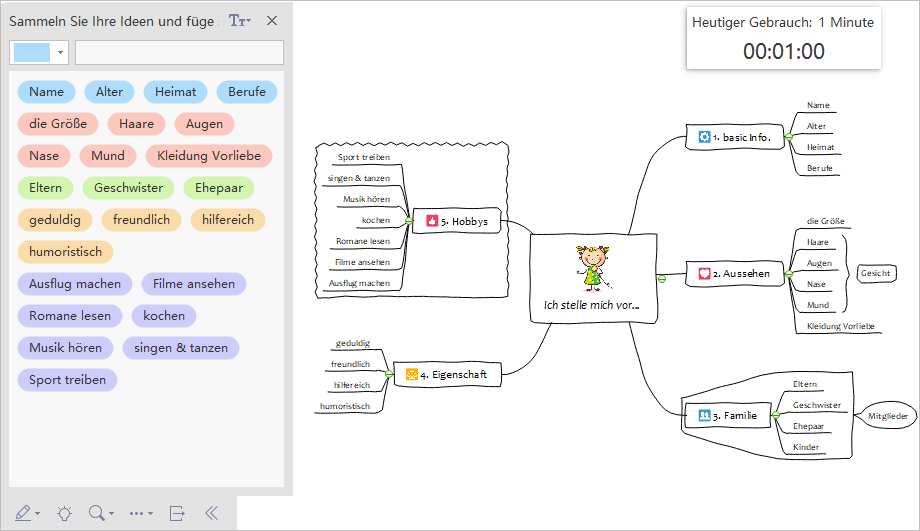 Sammeln Sie Ihre Ideen und füge
Name Alter Heimat Berufe
die Größe Haare Augen
Nase Mund Kleidung Vorliebe
Eltern Geschwister Ehepaar
geduldig freundlich hilfereich
humoristisch
Ausflug machen Filme ansehen
Romane lesen kochen
Musik hören singen & tanzen
Sport treiben
Heutiger Gebrauch: 1 Minute
00:01:00
Ich stelle mich vor...
1. basic Info.
Name
Alter
Heimat
Berufe
2. Aussehen
die Größe
Haare
Augen
Nase
Mund
Kleidung Vorliebe
Gesicht
3. Familie
Eltern
Geschwister
Ehepaar
Kinder
Mitglieder
4. Eigenschaft
geduldig
freundlich
hilfereich
humoristisch
5. Hobbys
Sport treiben
singen & tanzen
Musik hören
kochen
Romane lesen
Filme ansehen
Ausflug machen